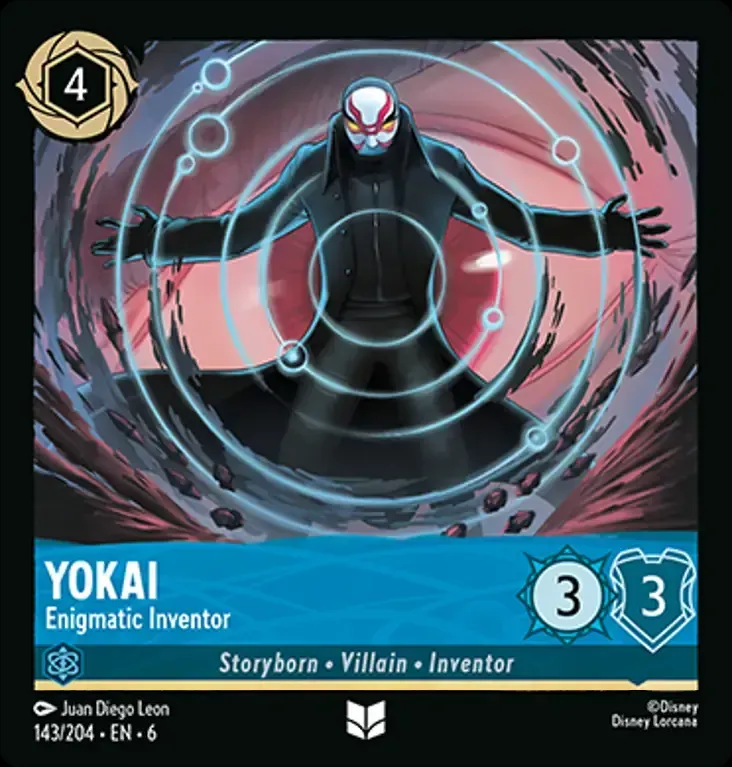 4
YOKAI
Enigmatic Inventor
3 3
Storyborn • Villain • Inventor
Juan Diego Leon
143/204 • EN • 6
©Disney
Disney Lorcana